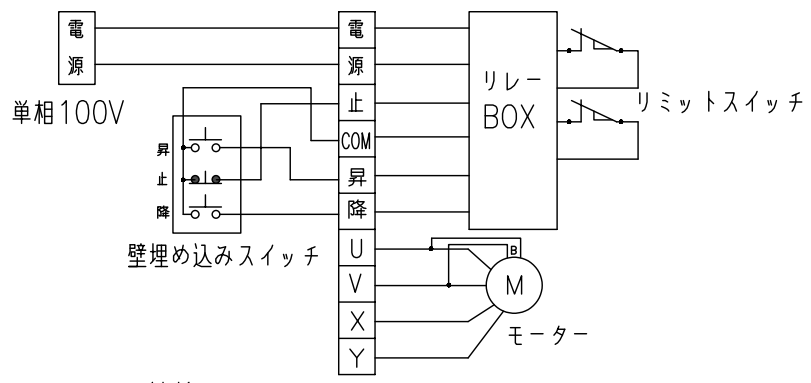 電
源
単相100V
電
源
止
COM
昇
降
U
V
X
Y
リレー
BOX
リミットスイッチ
昇
止
降
壁埋め込みスイッチ
B
M
モーター